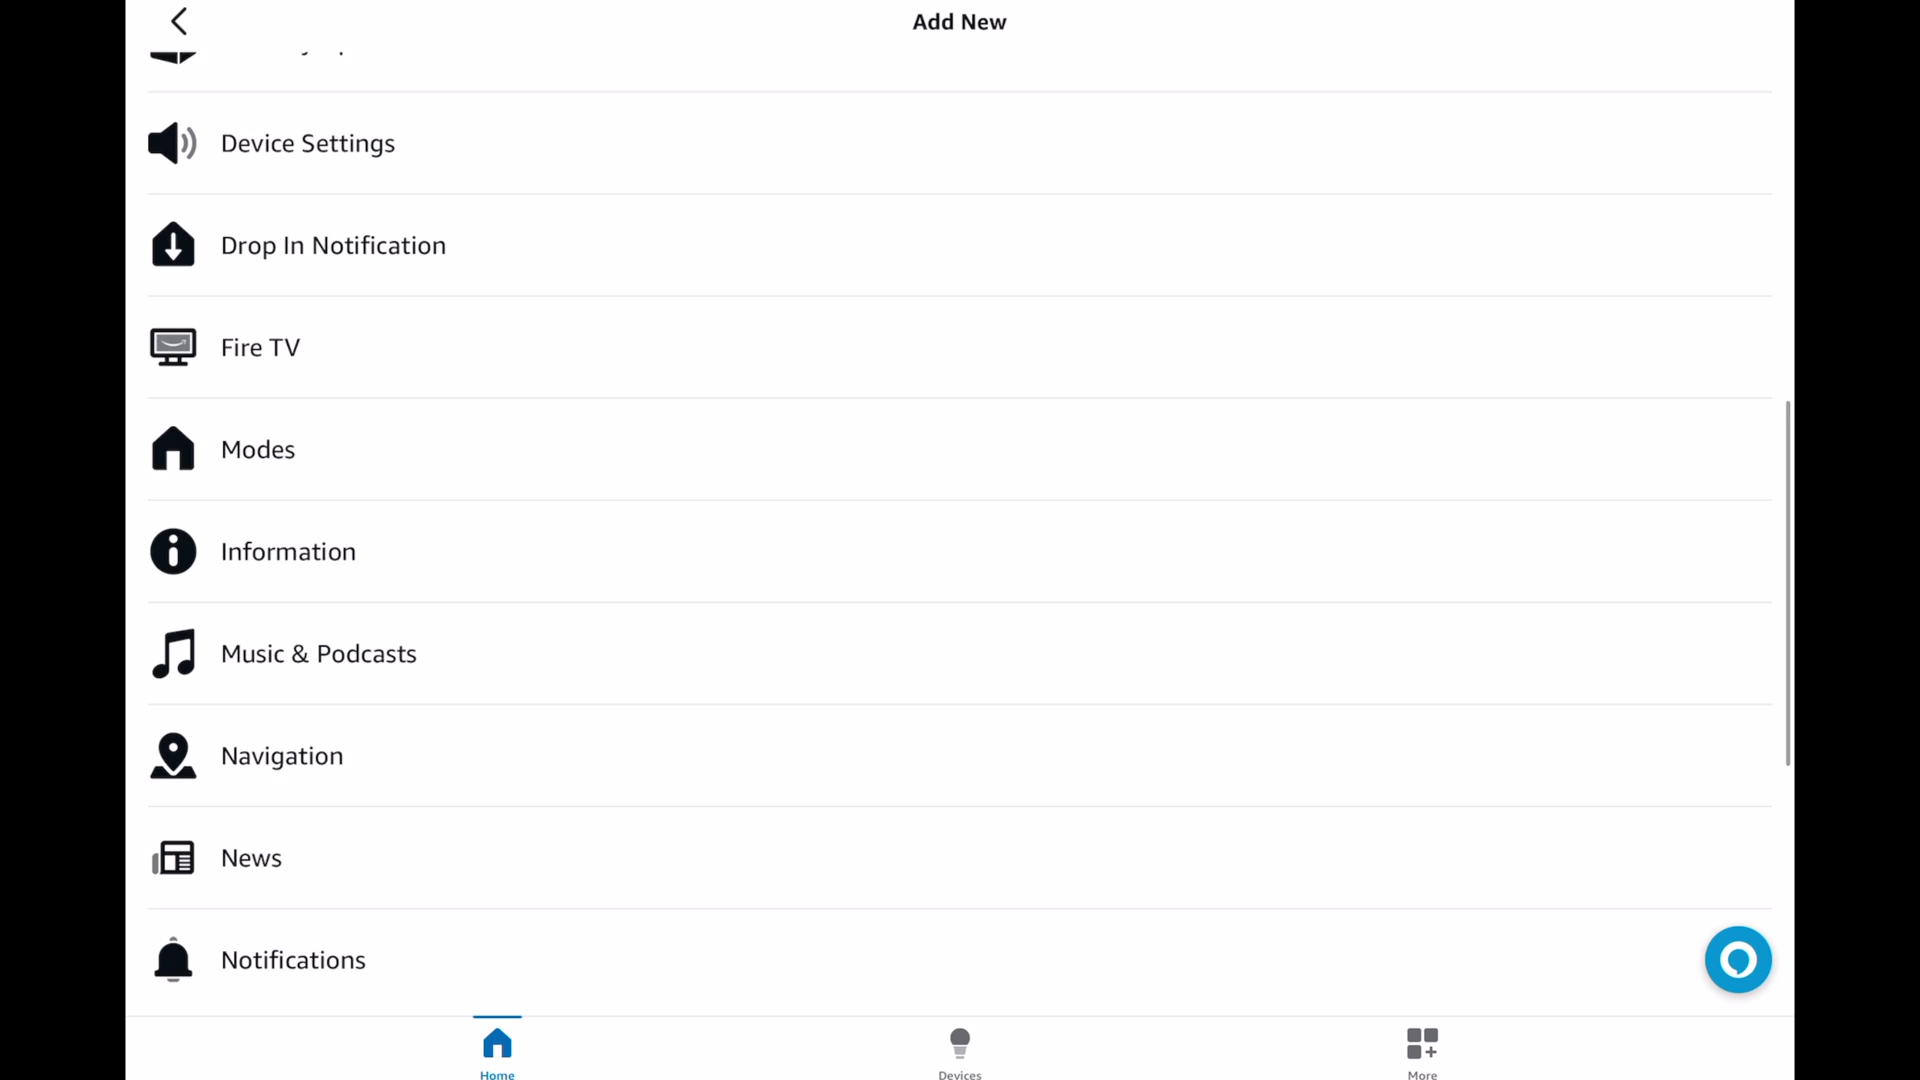 Add New
Device Settings
Drop In Notification
Fire TV
Modes
Information
Music & Podcasts
Navigation
News
Notifications
Home
Devices
More